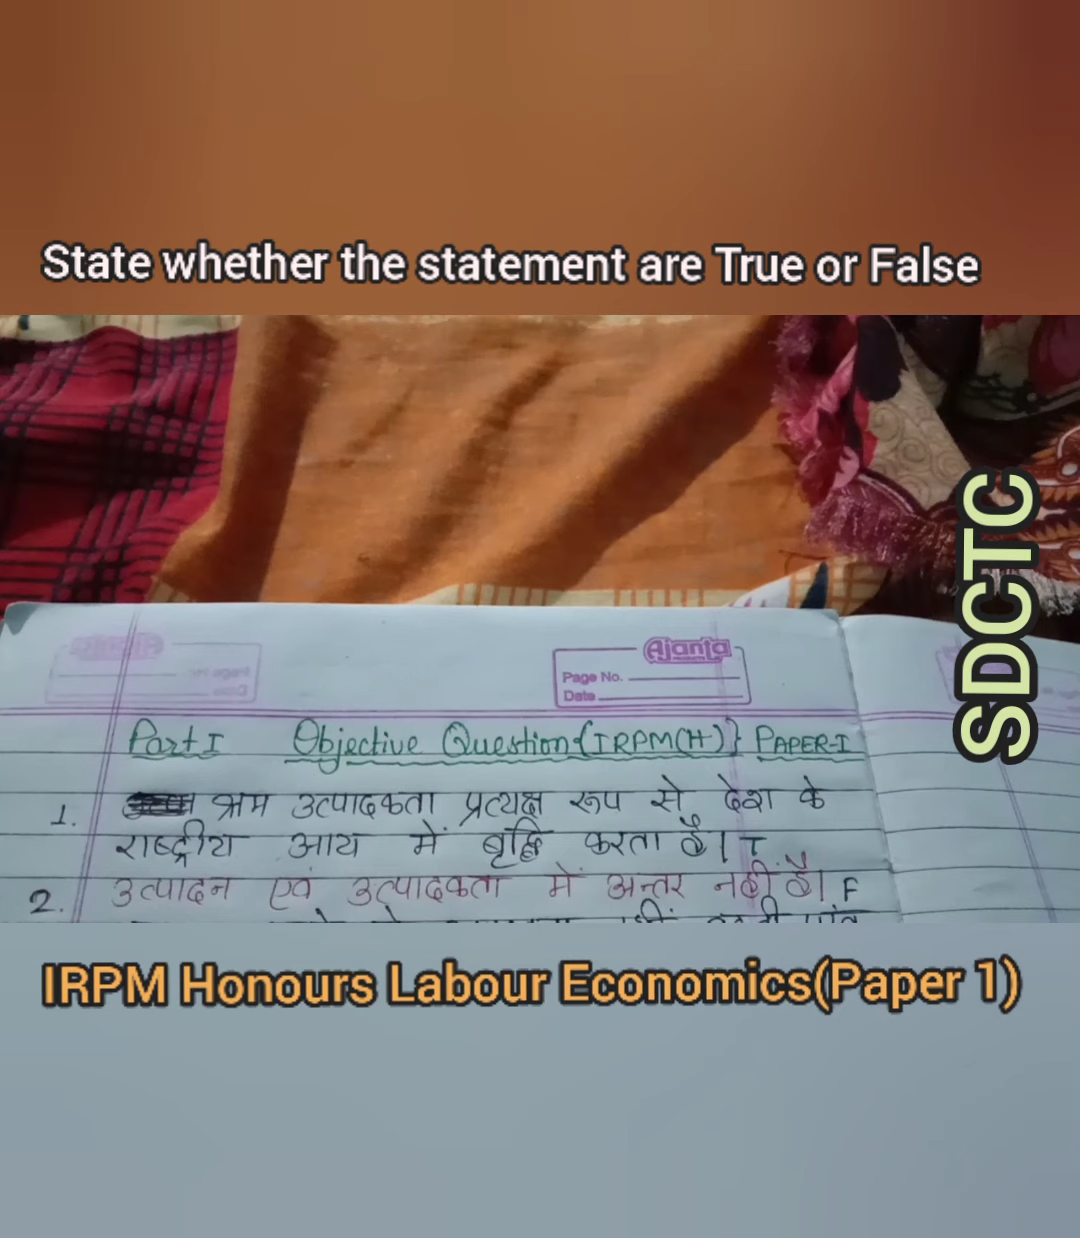 State whether the statement are True or False
SDCTC
Ajanta
Page No.
Date
Part I Objective Question {IRPM(H)} PAPER-I
1. श्रम उत्पादकता प्रत्यक्ष रूप से देश के
राष्ट्रीय आय में बृद्धि करता है। T
2. उत्पादन एवं उत्पादकता में अन्तर नहीं है। F
IRPM Honours Labour Economics(Paper 1)